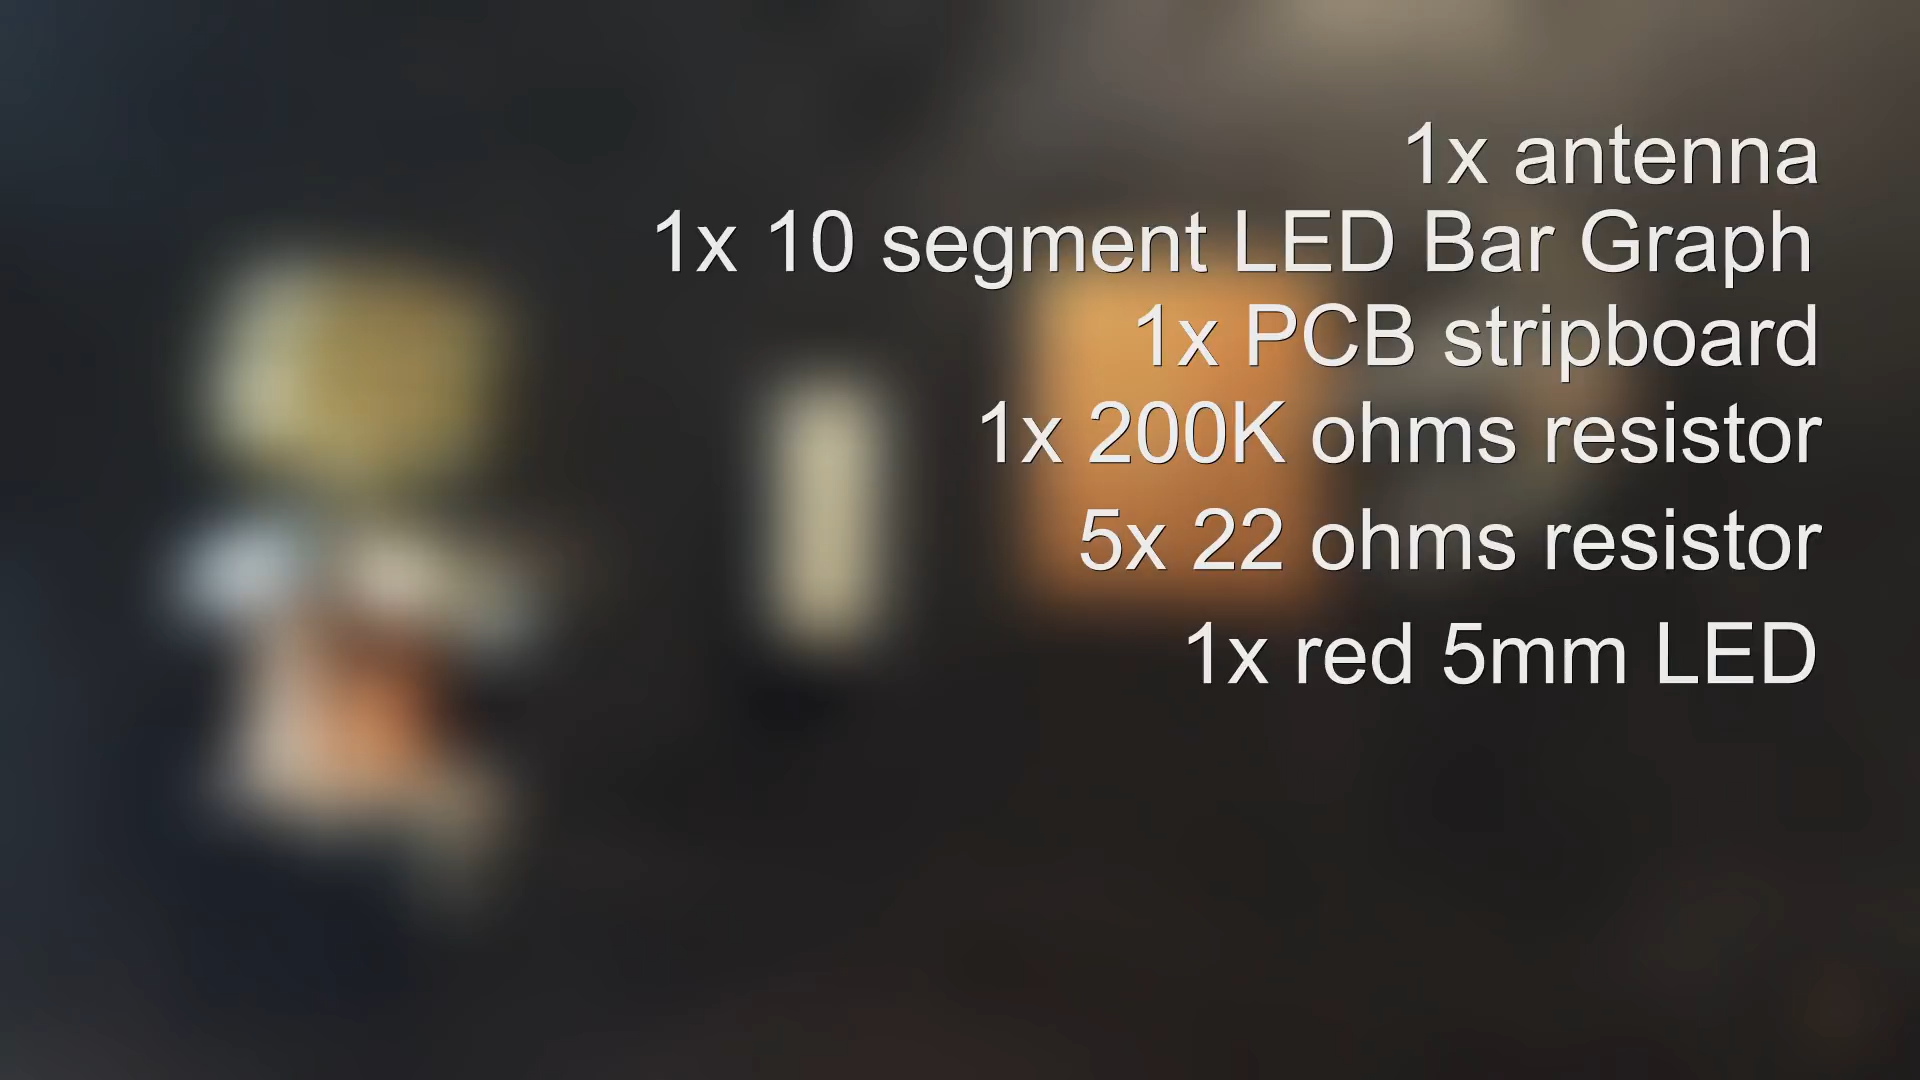 1x antenna
1x 10 segment LED Bar Graph
1x PCB stripboard
1x 200K ohms resistor
5x 22 ohms resistor
1x red 5mm LED